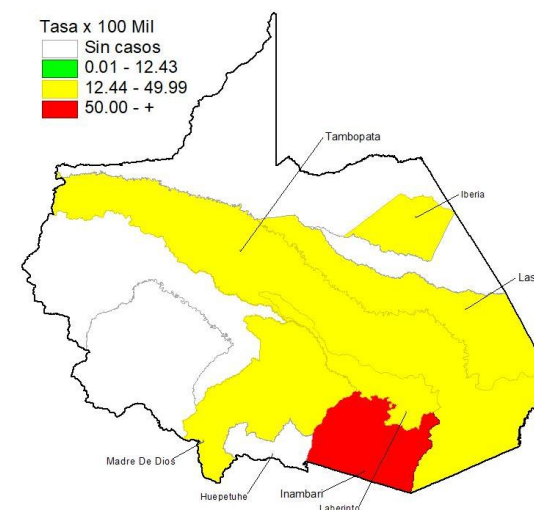 Tasa x 100 Mil
Sin casos
0.01 - 12.43
12.44 - 49.99
50.00 - +
Tambopata
Iberia
Las
Madre De Dios
Huepetuhe
Inambari
Laberinto